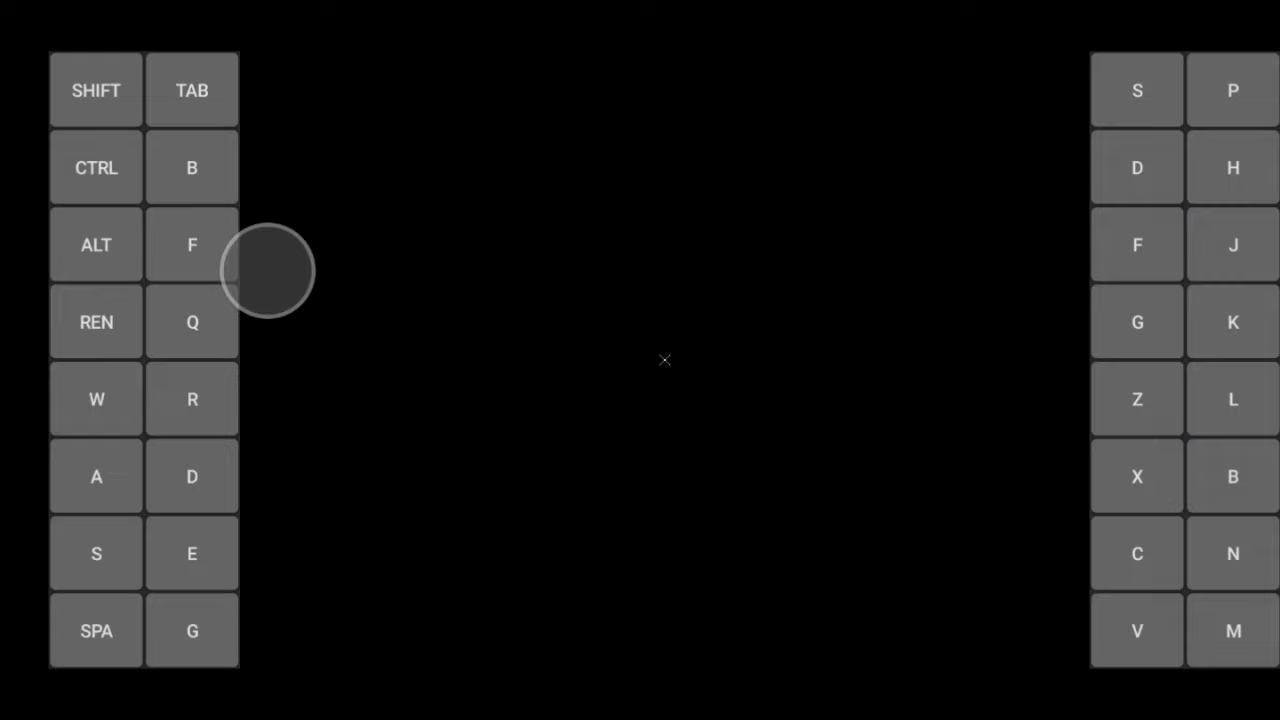 SHIFT TAB S P
CTRL B D H
ALT F F J
REN Q G K
W R Z L
A D X B
S E C N
SPA G V M